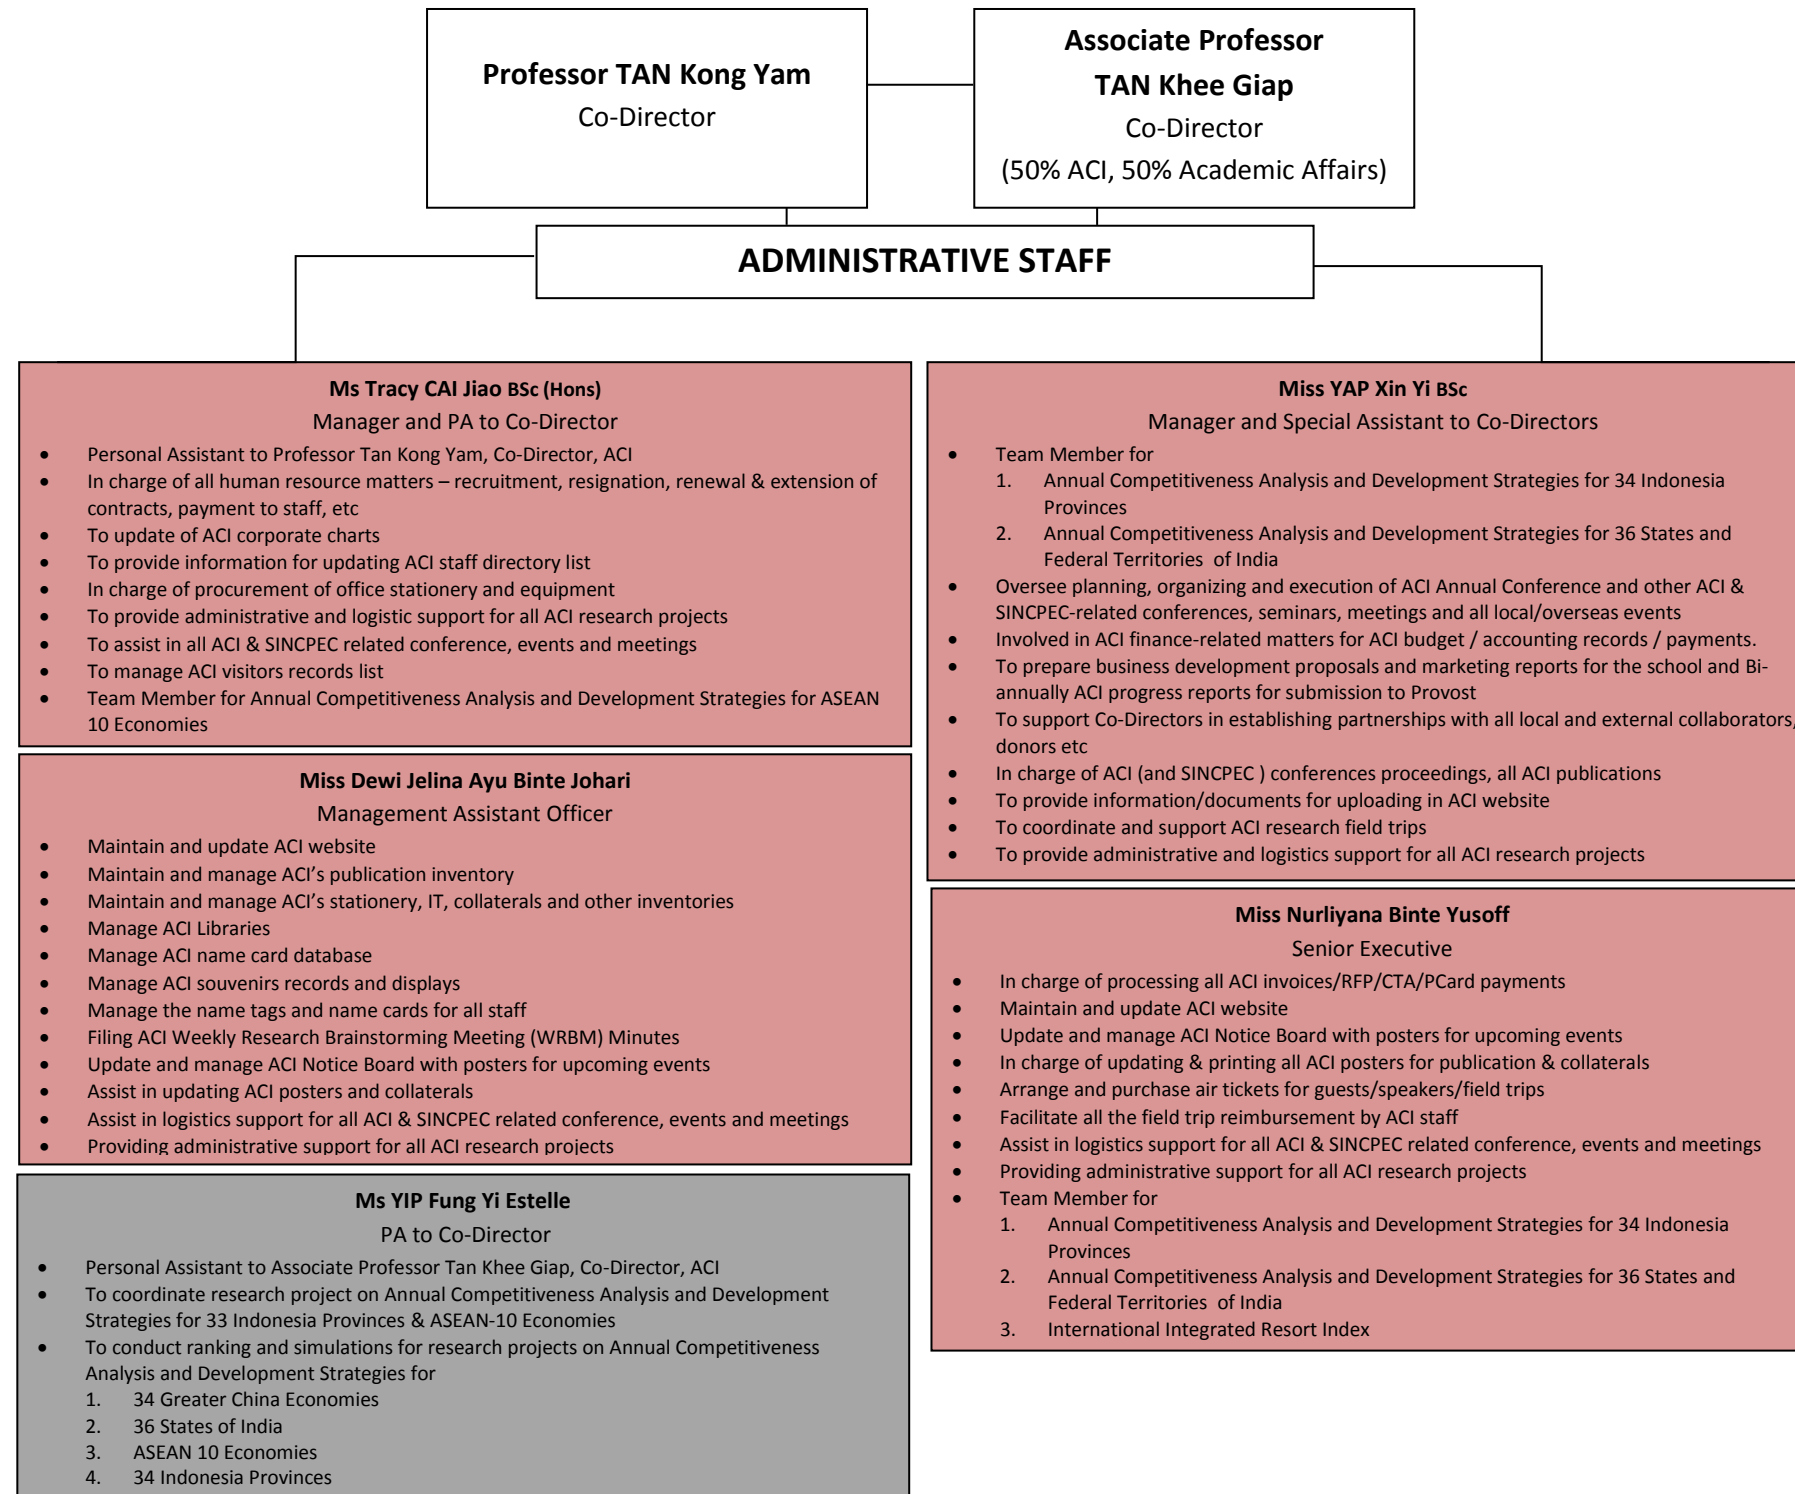 Professor TAN Kong Yam
Co-Director
Associate Professor
TAN Khee Giap
Co-Director
(50% ACI, 50% Academic Affairs)
ADMINISTRATIVE STAFF
Ms Tracy CAI Jiao BSc (Hons)
Manager and PA to Co-Director
• Personal Assistant to Professor Tan Kong Yam, Co-Director, ACI
• In charge of all human resource matters – recruitment, resignation, renewal & extension of
contracts, payment to staff, etc
• To update of ACI corporate charts
• To provide information for updating ACI staff directory list
• In charge of procurement of office stationery and equipment
• To provide administrative and logistic support for all ACI research projects
• To assist in all ACI & SINCPEC related conference, events and meetings
• To manage ACI visitors records list
• Team Member for Annual Competitiveness Analysis and Development Strategies for ASEAN
10 Economies
Miss Dewi Jelina Ayu Binte Johari
Management Assistant Officer
• Maintain and update ACI website
• Maintain and manage ACI’s publication inventory
• Maintain and manage ACI’s stationery, IT, collaterals and other inventories
• Manage ACI Libraries
• Manage ACI name card database
• Manage ACI souvenirs records and displays
• Manage the name tags and name cards for all staff
• Filing ACI Weekly Research Brainstorming Meeting (WRBM) Minutes
• Update and manage ACI Notice Board with posters for upcoming events
• Assist in updating ACI posters and collaterals
• Assist in logistics support for all ACI & SINCPEC related conference, events and meetings
• Providing administrative support for all ACI research projects
Ms YIP Fung Yi Estelle
PA to Co-Director
• Personal Assistant to Associate Professor Tan Khee Giap, Co-Director, ACI
• To coordinate research project on Annual Competitiveness Analysis and Development
Strategies for 33 Indonesia Provinces & ASEAN-10 Economies
• To conduct ranking and simulations for research projects on Annual Competitiveness
Analysis and Development Strategies for
1. 34 Greater China Economies
2. 36 States of India
3. ASEAN 10 Economies
4. 34 Indonesia Provinces
Miss YAP Xin Yi BSc
Manager and Special Assistant to Co-Directors
• Team Member for
1. Annual Competitiveness Analysis and Development Strategies for 34 Indonesia
Provinces
2. Annual Competitiveness Analysis and Development Strategies for 36 States and
Federal Territories of India
• Oversee planning, organizing and execution of ACI Annual Conference and other ACI &
SINCPEC-related conferences, seminars, meetings and all local/overseas events
• Involved in ACI finance-related matters for ACI budget / accounting records / payments.
• To prepare business development proposals and marketing reports for the school and Bi-
annually ACI progress reports for submission to Provost
• To support Co-Directors in establishing partnerships with all local and external collaborators,
donors etc
• In charge of ACI (and SINCPEC ) conferences proceedings, all ACI publications
• To provide information/documents for uploading in ACI website
• To coordinate and support ACI research field trips
• To provide administrative and logistics support for all ACI research projects
Miss Nurliyana Binte Yusoff
Senior Executive
• In charge of processing all ACI invoices/RFP/CTA/PCard payments
• Maintain and update ACI website
• Update and manage ACI Notice Board with posters for upcoming events
• In charge of updating & printing all ACI posters for publication & collaterals
• Arrange and purchase air tickets for guests/speakers/field trips
• Facilitate all the field trip reimbursement by ACI staff
• Assist in logistics support for all ACI & SINCPEC related conference, events and meetings
• Providing administrative support for all ACI research projects
• Team Member for
1. Annual Competitiveness Analysis and Development Strategies for 34 Indonesia
Provinces
2. Annual Competitiveness Analysis and Development Strategies for 36 States and
Federal Territories of India
3. International Integrated Resort Index